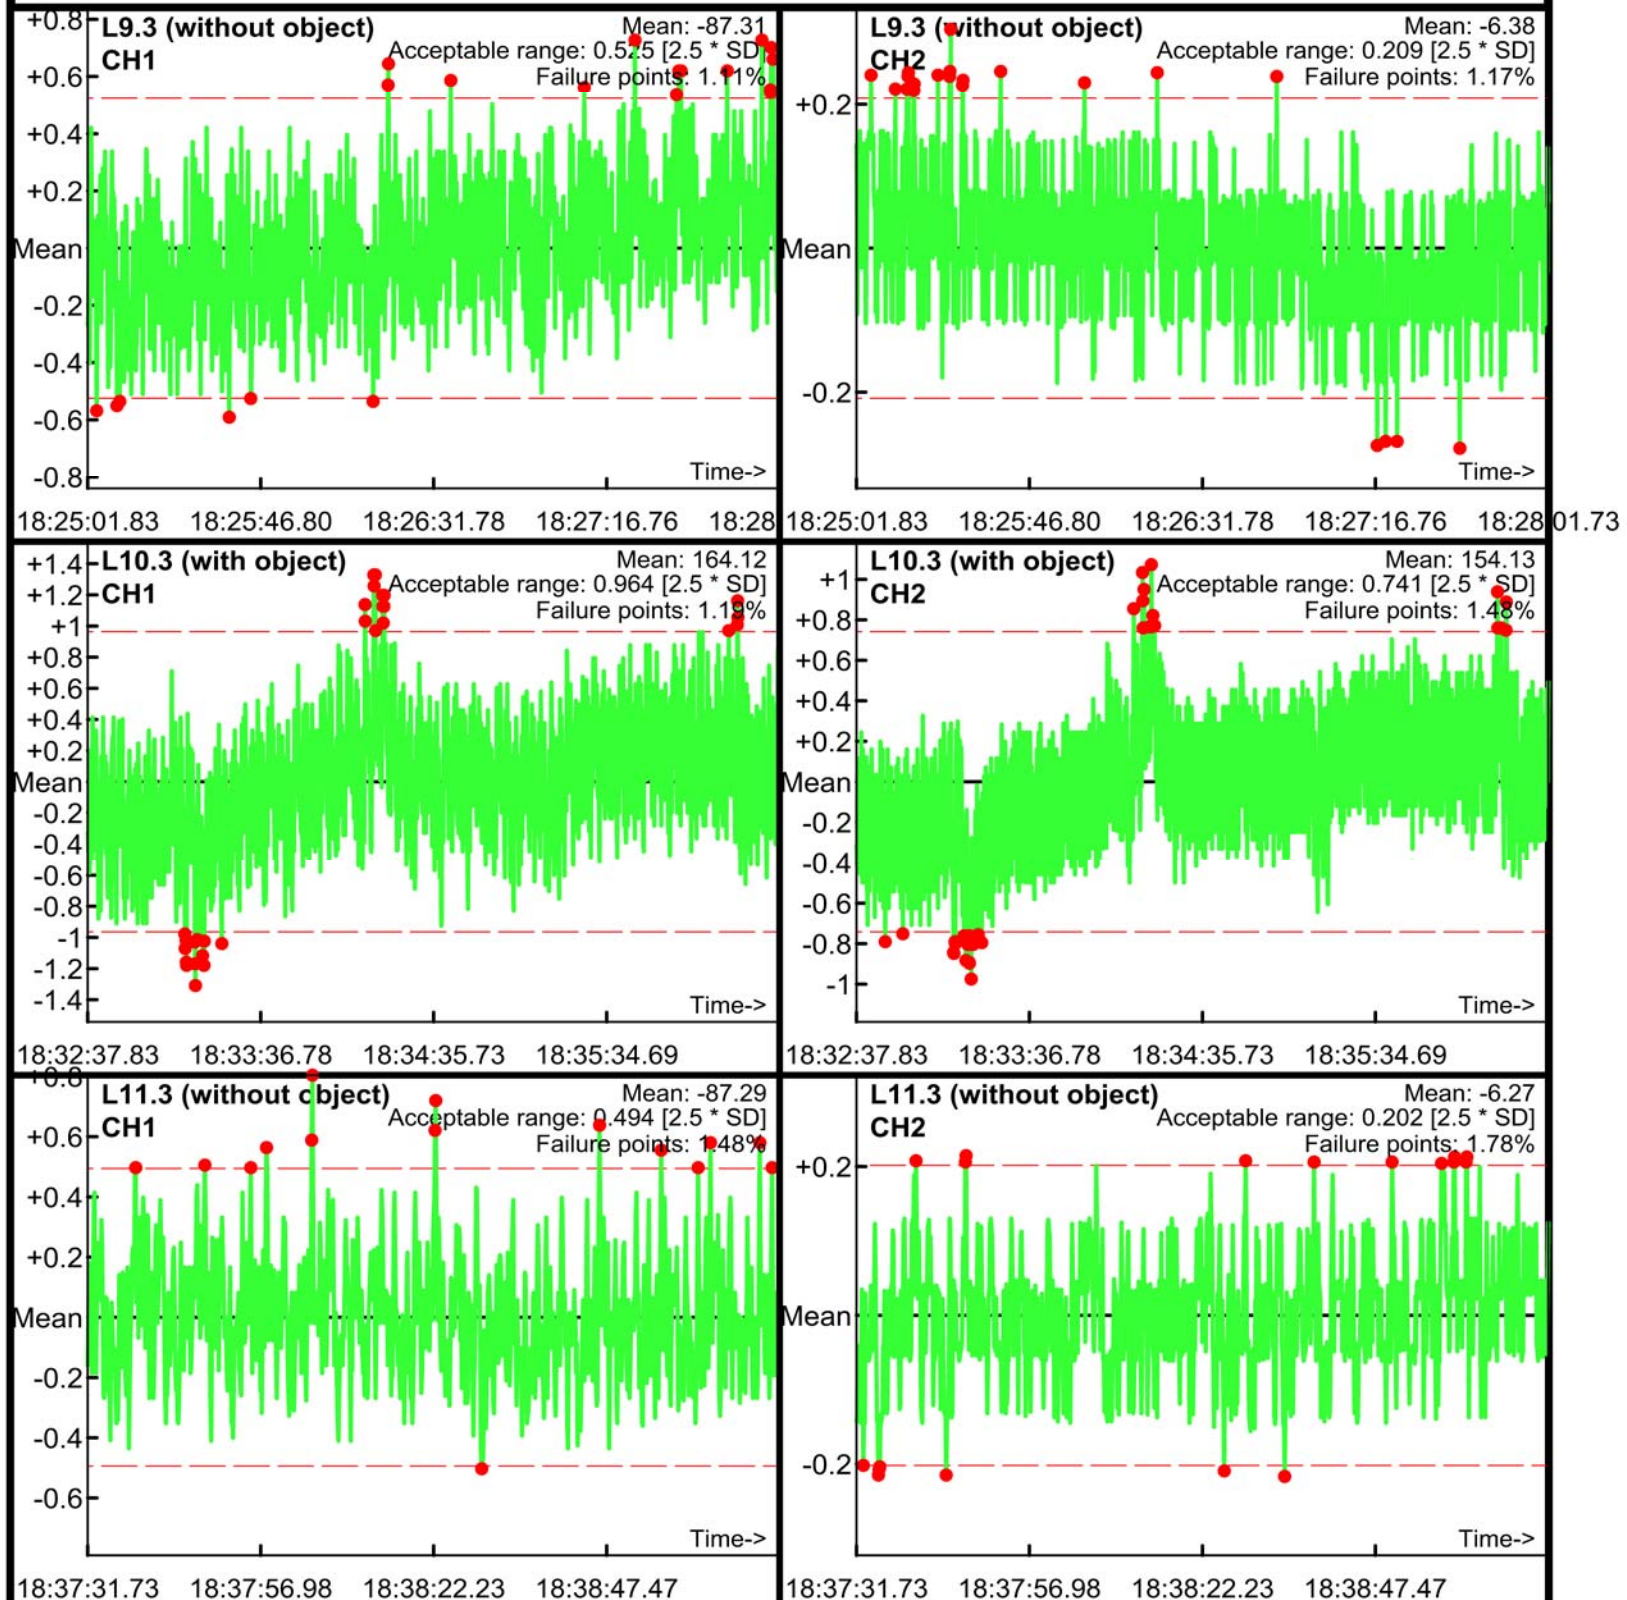 L9.3 (without object)
CH1
Mean: -87.31
Acceptable range: 0.525 [2.5 * SD]
Failure points: 1.11%
+0.8
+0.6
+0.4
+0.2
Mean
-0.2
-0.4
-0.6
-0.8
Time->
18:25:01.83 18:25:46.80 18:26:31.78 18:27:16.76 18:28
L9.3 (without object)
CH2
Mean: -6.38
Acceptable range: 0.209 [2.5 * SD]
Failure points: 1.17%
+0.2
Mean
-0.2
Time->
18:25:01.83 18:25:46.80 18:26:31.78 18:27:16.76 18:28:01.73
L10.3 (with object)
CH1
Mean: 164.12
Acceptable range: 0.964 [2.5 * SD]
Failure points: 1.19%
+1.4
+1.2
+1
+0.8
+0.6
+0.4
+0.2
Mean
-0.2
-0.4
-0.6
-0.8
-1
-1.2
-1.4
Time->
18:32:37.83 18:33:36.78 18:34:35.73 18:35:34.69
L10.3 (with object)
CH2
Mean: 154.13
Acceptable range: 0.741 [2.5 * SD]
Failure points: 1.48%
+1
+0.8
+0.6
+0.4
+0.2
Mean
-0.2
-0.4
-0.6
-0.8
-1
Time->
18:32:37.83 18:33:36.78 18:34:35.73 18:35:34.69
L11.3 (without object)
CH1
Mean: -87.29
Acceptable range: 0.494 [2.5 * SD]
Failure points: 1.48%
+0.8
+0.6
+0.4
+0.2
Mean
-0.2
-0.4
-0.6
Time->
18:37:31.73 18:37:56.98 18:38:22.23 18:38:47.47
L11.3 (without object)
CH2
Mean: -6.27
Acceptable range: 0.202 [2.5 * SD]
Failure points: 1.78%
+0.2
Mean
-0.2
Time->
18:37:31.73 18:37:56.98 18:38:22.23 18:38:47.47